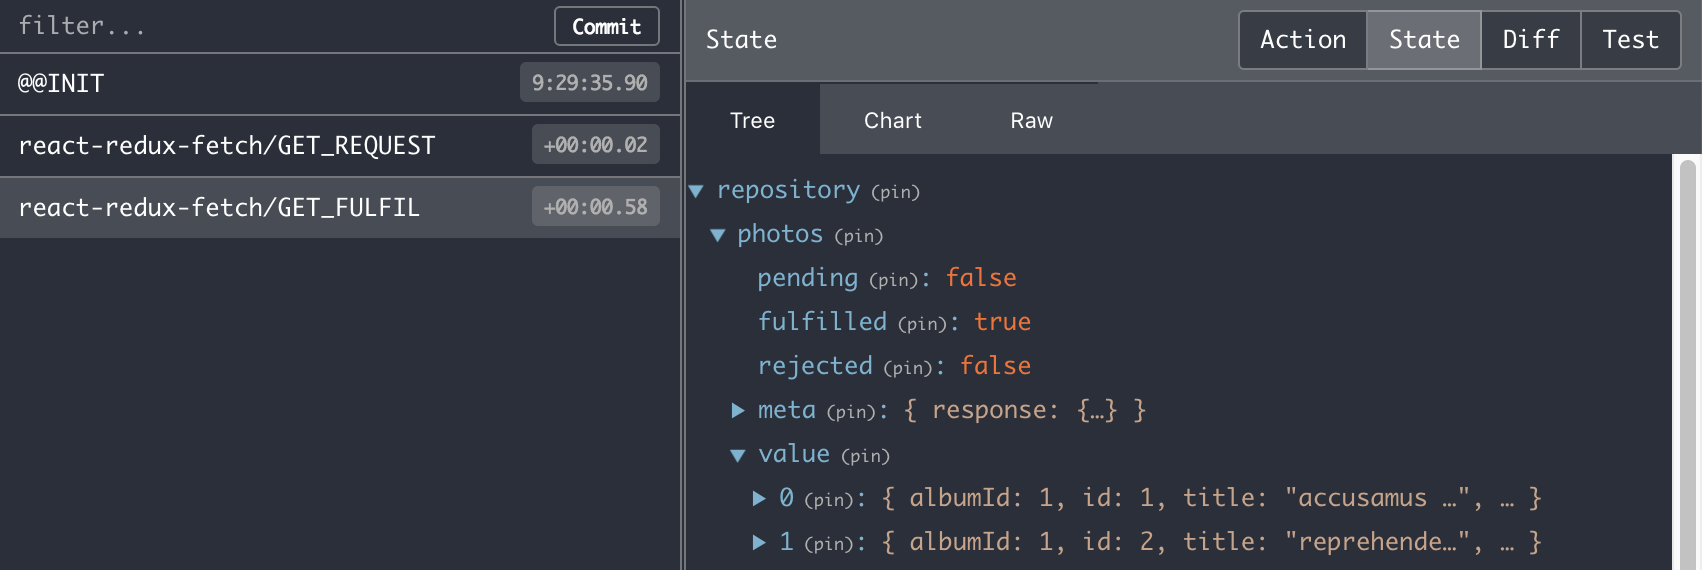 filter...
Commit
@@INIT
9:29:35.90
react-redux-fetch/GET_REQUEST
+00:00.02
react-redux-fetch/GET_FULFIL
+00:00.58
State
Action
State
Diff
Test
Tree
Chart
Raw
repository (pin)
photos (pin)
pending (pin): false
fulfilled (pin): true
rejected (pin): false
meta (pin): { response: {…} }
value (pin)
0 (pin): { albumId: 1, id: 1, title: "accusamus …", … }
1 (pin): { albumId: 1, id: 2, title: "reprehende…", … }